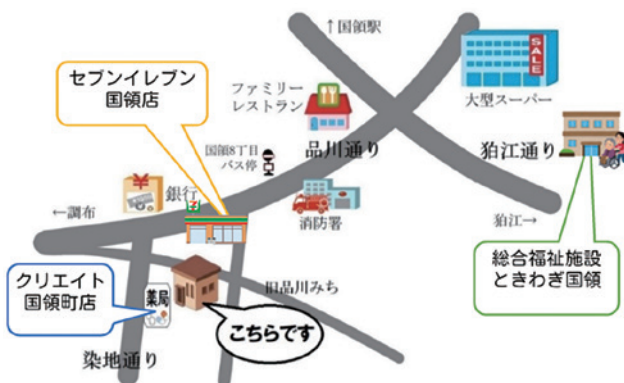 ↑国領駅
セブンイレブン
国領店
SALE
ファミリー
レストラン
大型スーパー
国領8丁目
バス停
品川通り
狛江通り
銀行
←調布
7
消防署
狛江→
総合福祉施設
ときわぎ国領
クリエイト
国領町店
薬局
旧品川みち
こちらです
染地通り